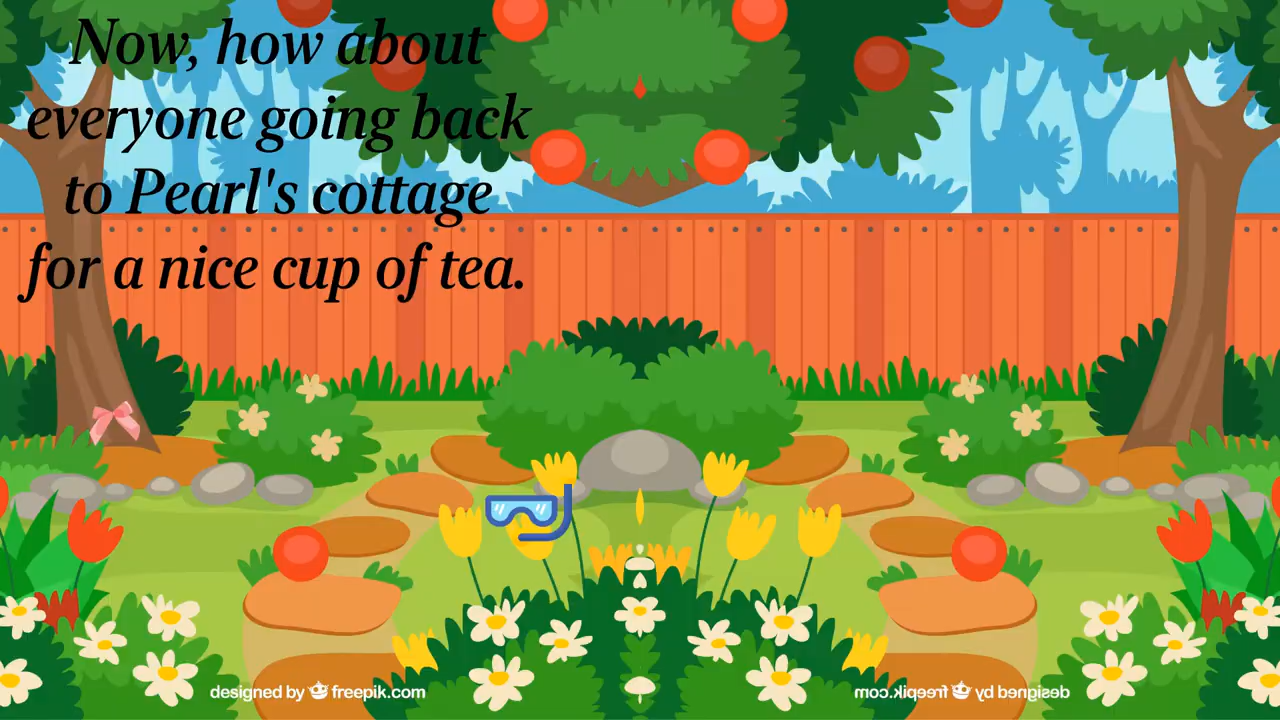 Now, how about
everyone going back
to Pearl's cottage
for a nice cup of tea.
designed by freepik.com
designed by freepik.com